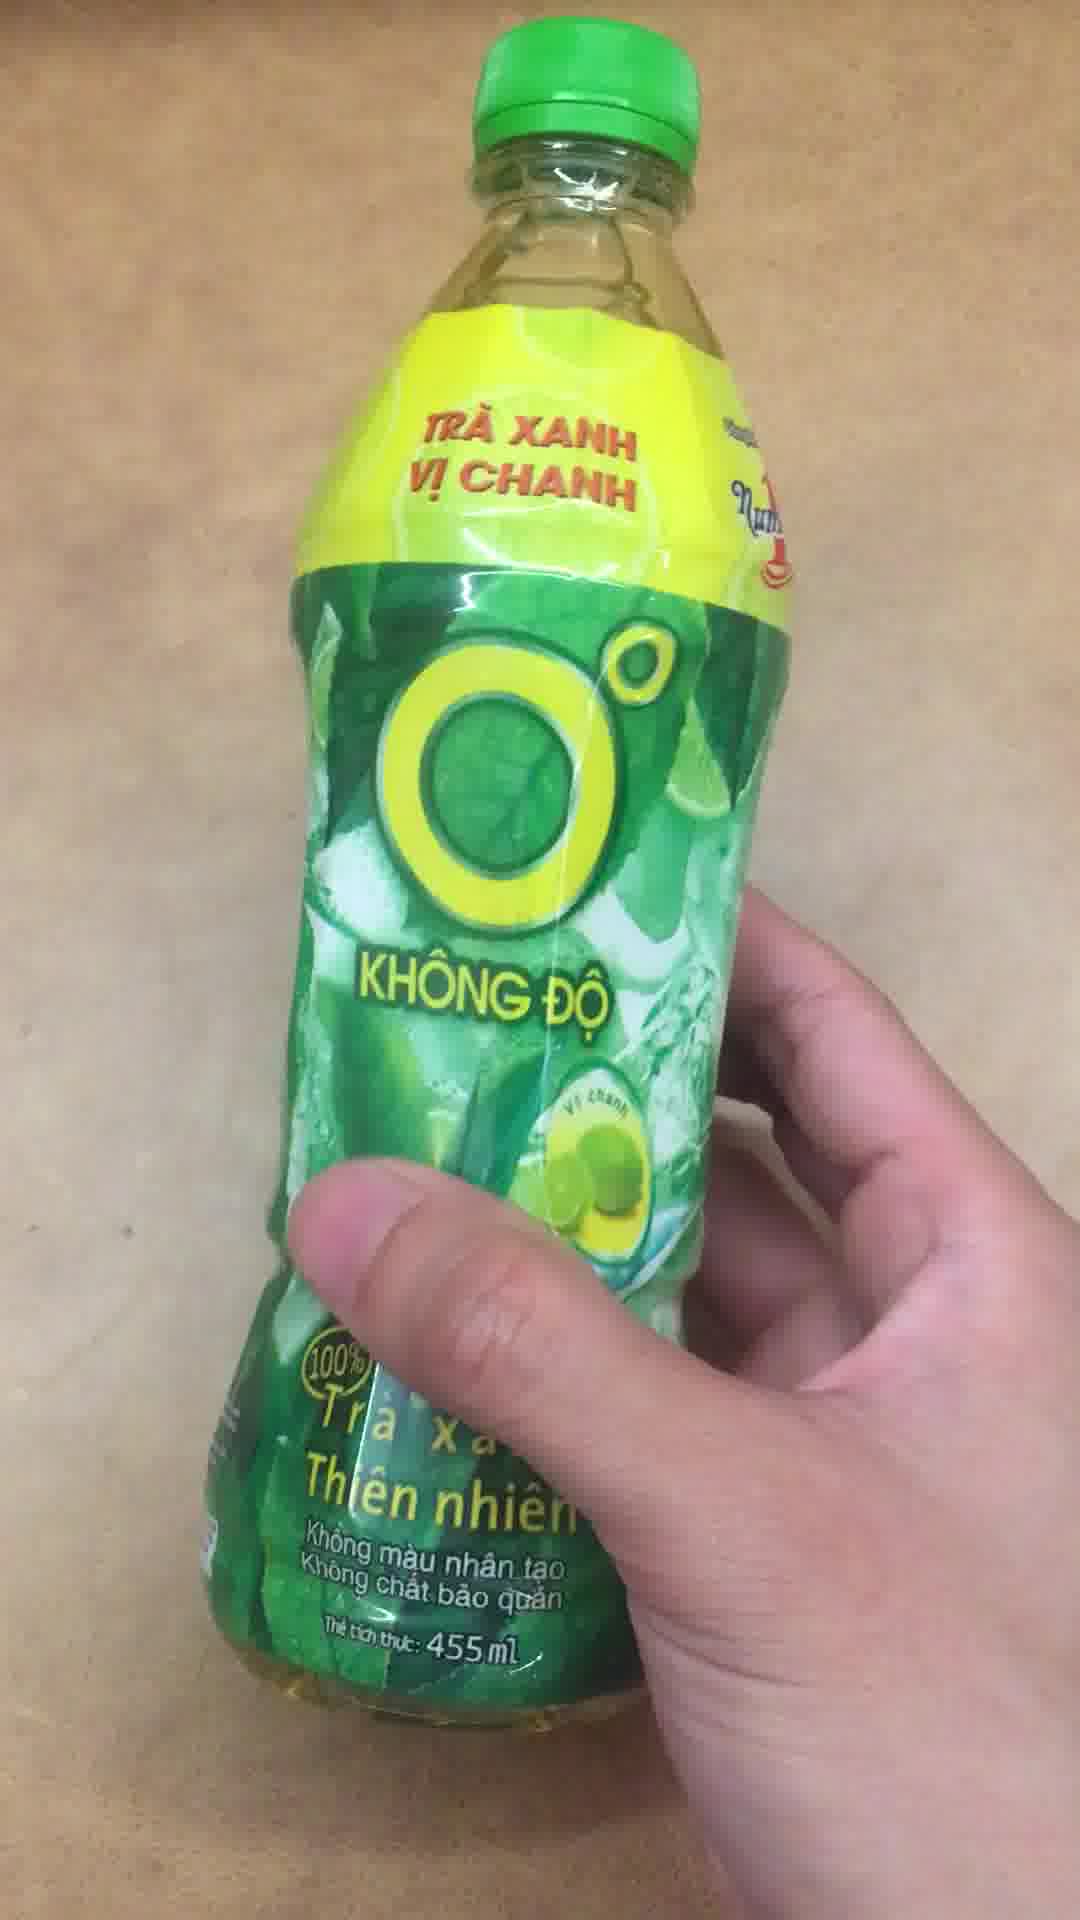 TRÀ XANH
VỊ CHANH
O°
KHÔNG ĐỘ
Vị chanh
100%
Trà
Thiên nhiên
Không màu nhân tạo
Không chất bảo quản
Thể tích thực: 455ml